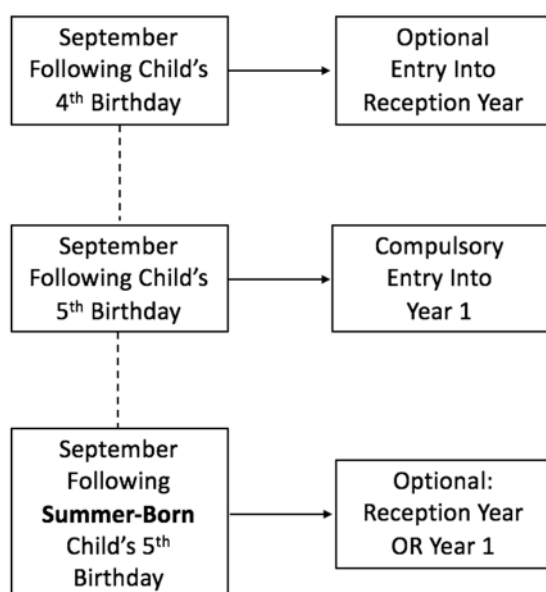 September
Following Child's
4th Birthday
Optional
Entry Into
Reception Year
September
Following Child's
5th Birthday
Compulsory
Entry Into
Year 1
September
Following
Summer-Born
Child's 5th
Birthday
Optional:
Reception Year
OR Year 1